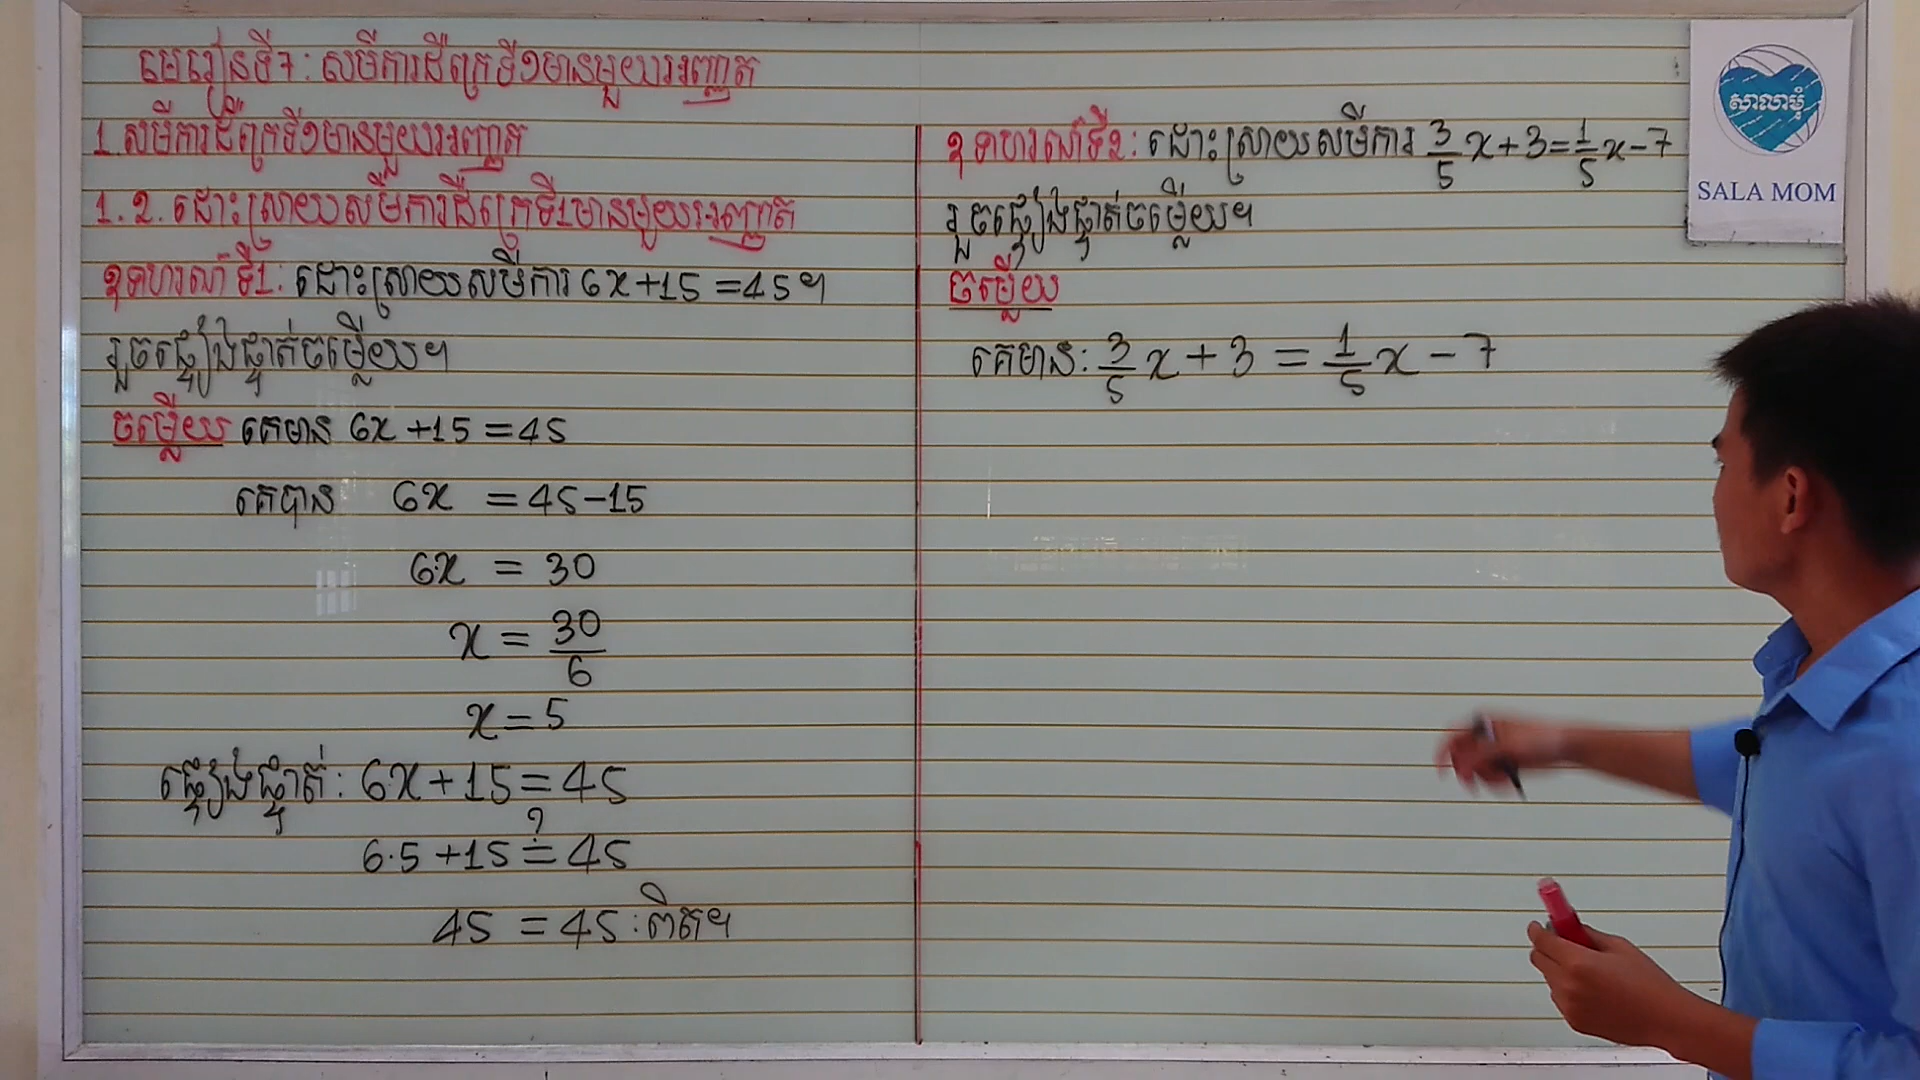 មេរៀនទី7: សមីការដឺក្រេទី១មានមួយអញ្ញាត
1. សមីការដឺក្រេទី១មានមួយអញ្ញាត
1.2. ដោះស្រាយសមីការដឺក្រេទី1មានមួយអញ្ញាត
ឧទាហរណ៍ទី1: ដោះស្រាយសមីការ 6x+15 =45។
រួចផ្ទៀងផ្ទាត់ចម្លើយ។
ចម្លើយ គេមាន 6x+15 =45
គេបាន 6x = 45-15
6x = 30
x = 30/6
x = 5
ផ្ទៀងផ្ទាត់: 6x+15=45
?
6·5+15=45
45 = 45: ពិត។
ឧទាហរណ៍ទី2: ដោះស្រាយសមីការ 3/5x+3=1/5x-7
រួចផ្ទៀងផ្ទាត់ចម្លើយ។
ចម្លើយ
គេមាន: 3/5x+3 = 1/5x-7
សាលាមុំ
SALA MOM